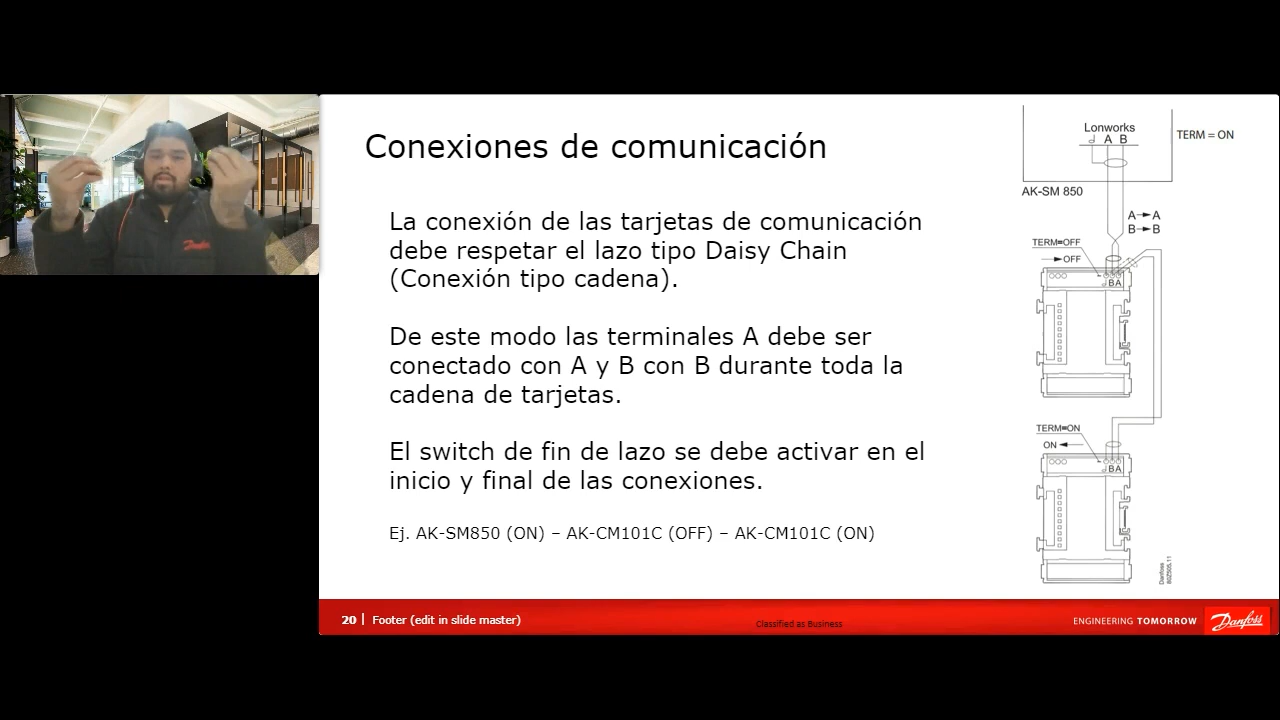 Conexiones de comunicación
La conexión de las tarjetas de comunicación
debe respetar el lazo tipo Daisy Chain
(Conexión tipo cadena).
De este modo las terminales A debe ser
conectado con A y B con B durante toda la
cadena de tarjetas.
El switch de fin de lazo se debe activar en el
inicio y final de las conexiones.
Ej. AK-SM850 (ON) – AK-CM101C (OFF) – AK-CM101C (ON)
Lonworks
A B
TERM = ON
AK-SM 850
A→A
B→B
TERM=OFF
→ OFF
BA
TERM=ON
ON ←
BA
Danfoss
20 | Footer (edit in slide master)
Classified as Business
ENGINEERING TOMORROW
Danfoss
Danfoss